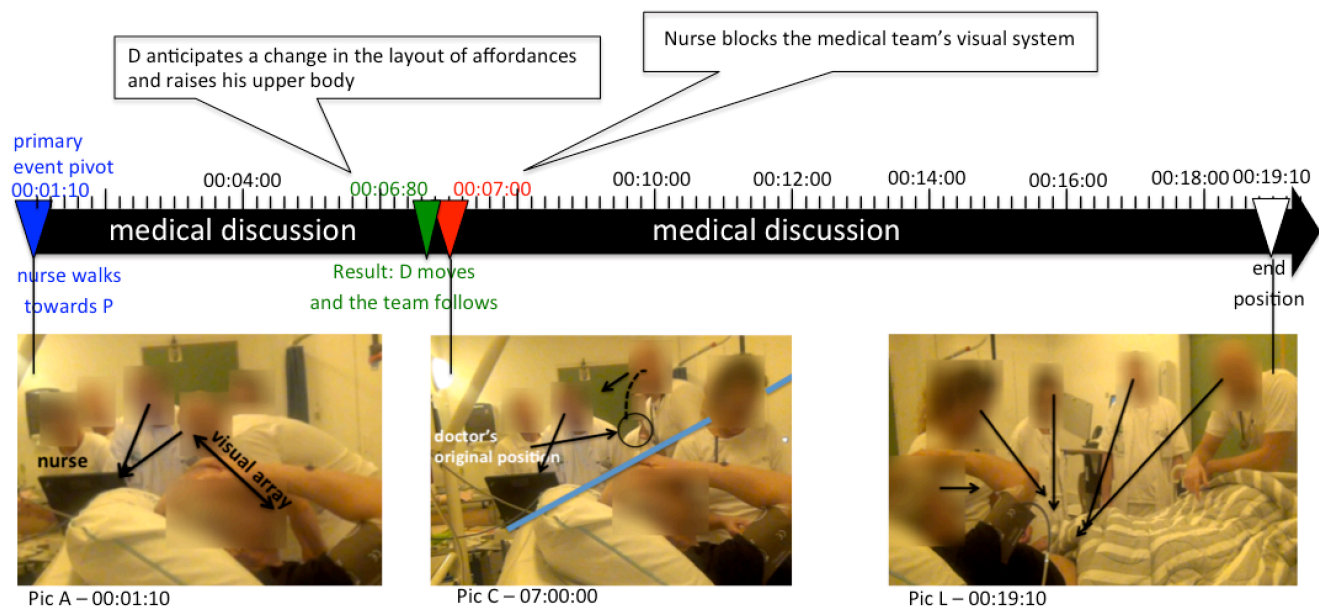 D anticipates a change in the layout of affordances
and raises his upper body
Nurse blocks the medical team's visual system
primary
event pivot
00:01:10
00:04:00
00:06:80
00:07:00
00:10:00
00:12:00
00:14:00
00:16:00
00:18:00
00:19:10
medical discussion
medical discussion
nurse walks
towards P
Result: D moves
and the team follows
end
position
nurse
visual array
doctor's
original position
Pic A – 00:01:10
Pic C – 07:00:00
Pic L – 00:19:10